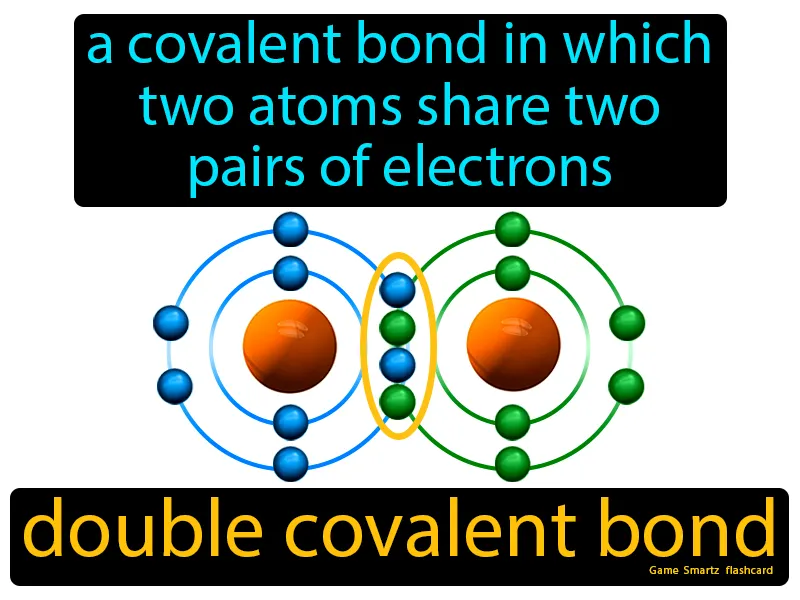 a covalent bond in which
two atoms share two
pairs of electrons
double covalent bond
Game Smartz flashcard